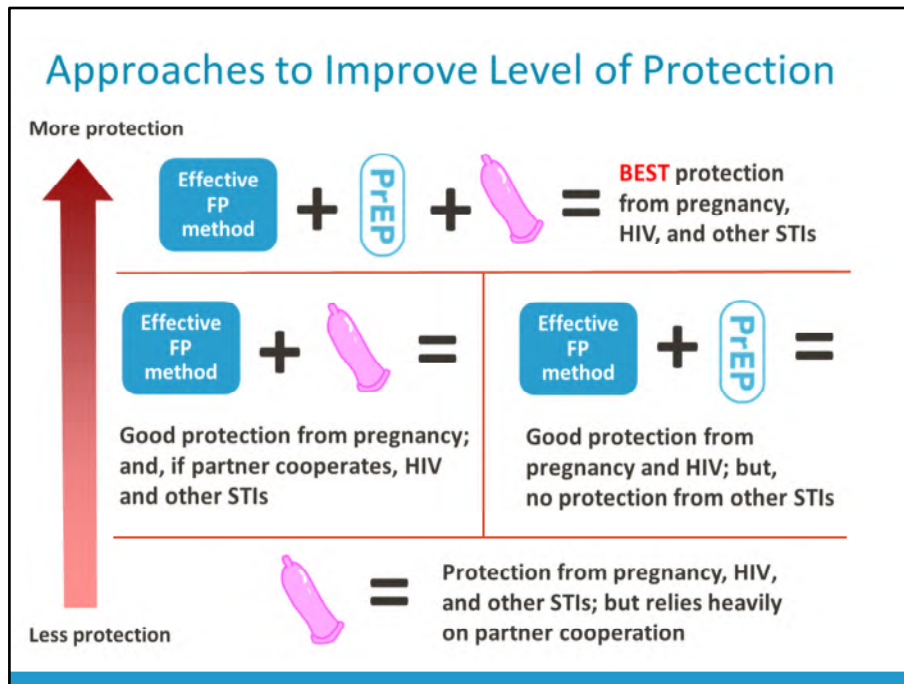 Approaches to Improve Level of Protection
More protection
Effective
FP
method
+
PrEP
+
=
BEST protection
from pregnancy,
HIV, and other STIs
Effective
FP
method
+
=
Good protection from pregnancy;
and, if partner cooperates, HIV
and other STIs
Effective
FP
method
+
PrEP
=
Good protection from
pregnancy and HIV; but,
no protection from other STIs
=
Protection from pregnancy, HIV,
and other STIs; but relies heavily
on partner cooperation
Less protection